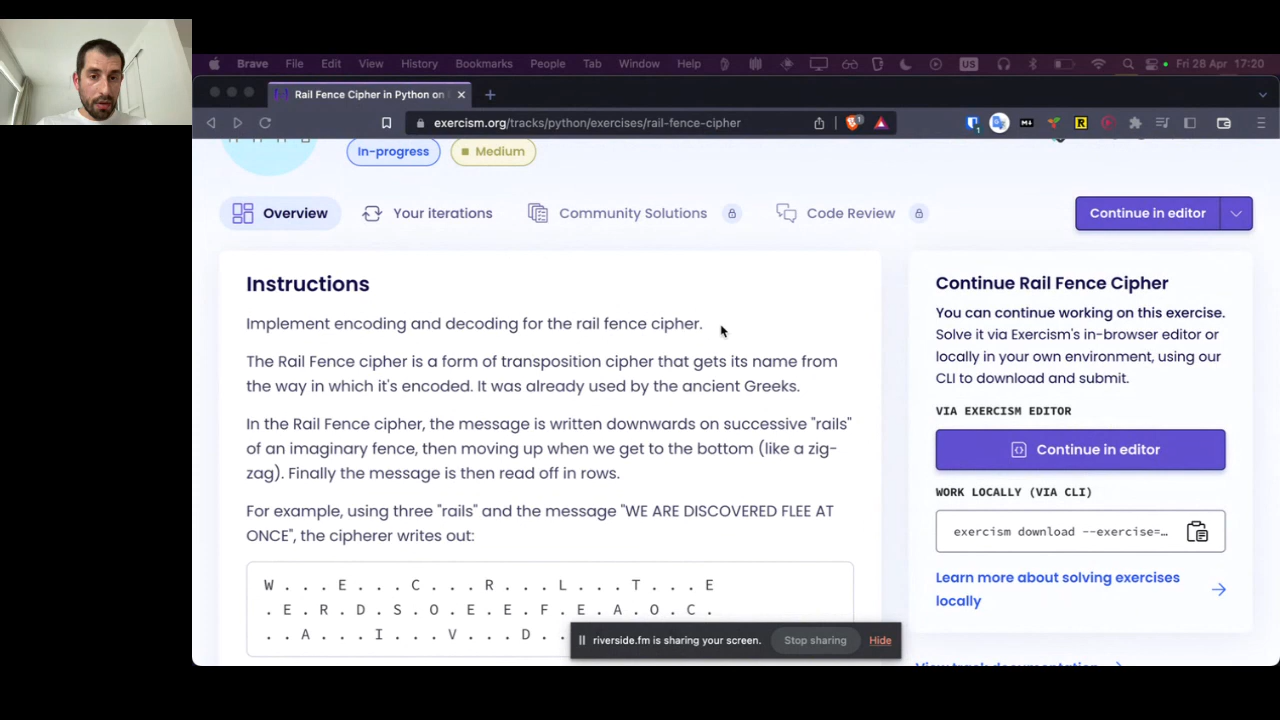 Brave File Edit View History Bookmarks People Tab Window Help US Fri 28 Apr 17:20
Rail Fence Cipher in Python on
exercism.org/tracks/python/exercises/rail-fence-cipher
In-progress Medium
Overview Your iterations Community Solutions Code Review Continue in editor
Instructions
Implement encoding and decoding for the rail fence cipher.
The Rail Fence cipher is a form of transposition cipher that gets its name from
the way in which it's encoded. It was already used by the ancient Greeks.
In the Rail Fence cipher, the message is written downwards on successive "rails"
of an imaginary fence, then moving up when we get to the bottom (like a zig-
zag). Finally the message is then read off in rows.
For example, using three "rails" and the message "WE ARE DISCOVERED FLEE AT
ONCE", the cipherer writes out:
W . . . E . . . C . . . R . . . L . . . T . . . E
. E . R . D . S . O . E . E . F . E . A . O . C .
. . A . . . I . . . V . . . D . .
Continue Rail Fence Cipher
You can continue working on this exercise.
Solve it via Exercism's in-browser editor or
locally in your own environment, using our
CLI to download and submit.
VIA EXERCISM EDITOR
Continue in editor
WORK LOCALLY (VIA CLI)
exercism download --exercise=…
Learn more about solving exercises
locally
View track documentation
riverside.fm is sharing your screen. Stop sharing Hide